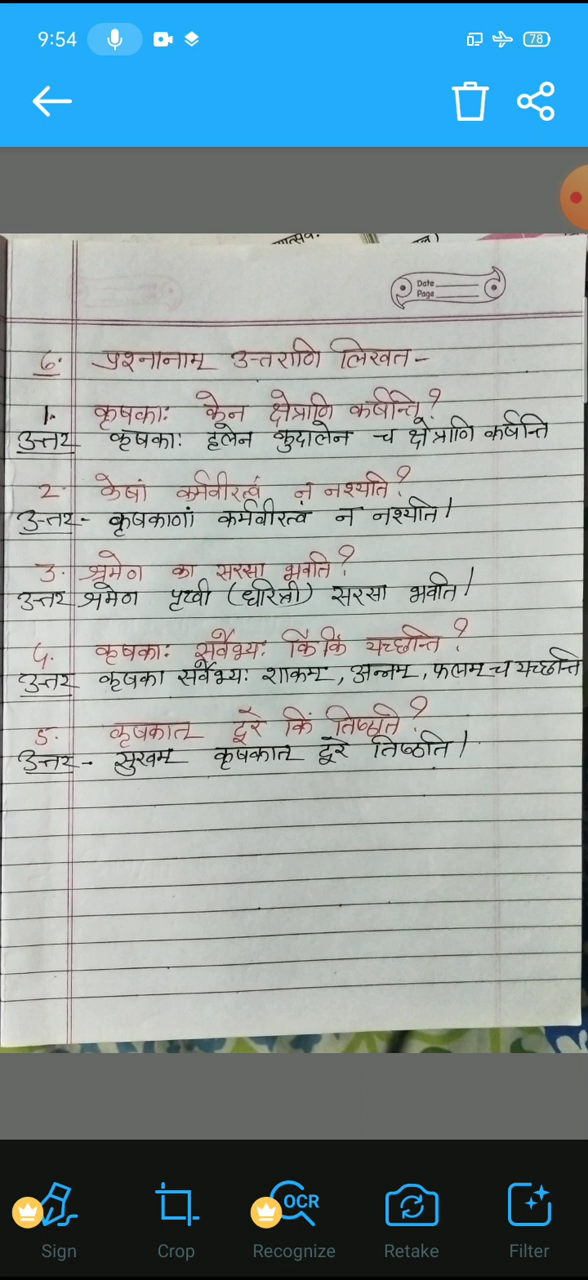 9:54
78
Date
Page
6. प्रश्नानाम उत्तराणि लिखत -
1. कृषकाः केन क्षेत्राणि कर्षन्ति?
उत्तर कृषकाः हलेन कुदालेन च क्षेत्राणि कर्षन्ति
2. केषां कर्मवीरत्वं न नश्यति?
उत्तर - कृषकाणां कर्मवीरत्वं न नश्यति।
3. श्रमेण का सरसा भवति?
उत्तर श्रमेण पृथ्वी (धरित्री) सरसा भवति।
4. कृषकाः सर्वेभ्यः किं किं यच्छन्ति?
उत्तर कृषका सर्वेभ्यः शाकम, अन्नम, फलम च यच्छन्ति
5. कृषकात दूरे किं तिष्ठति?
उत्तर - सुखम कृषकात दूरे तिष्ठति।
Sign
Crop
OCR
Recognize
Retake
Filter